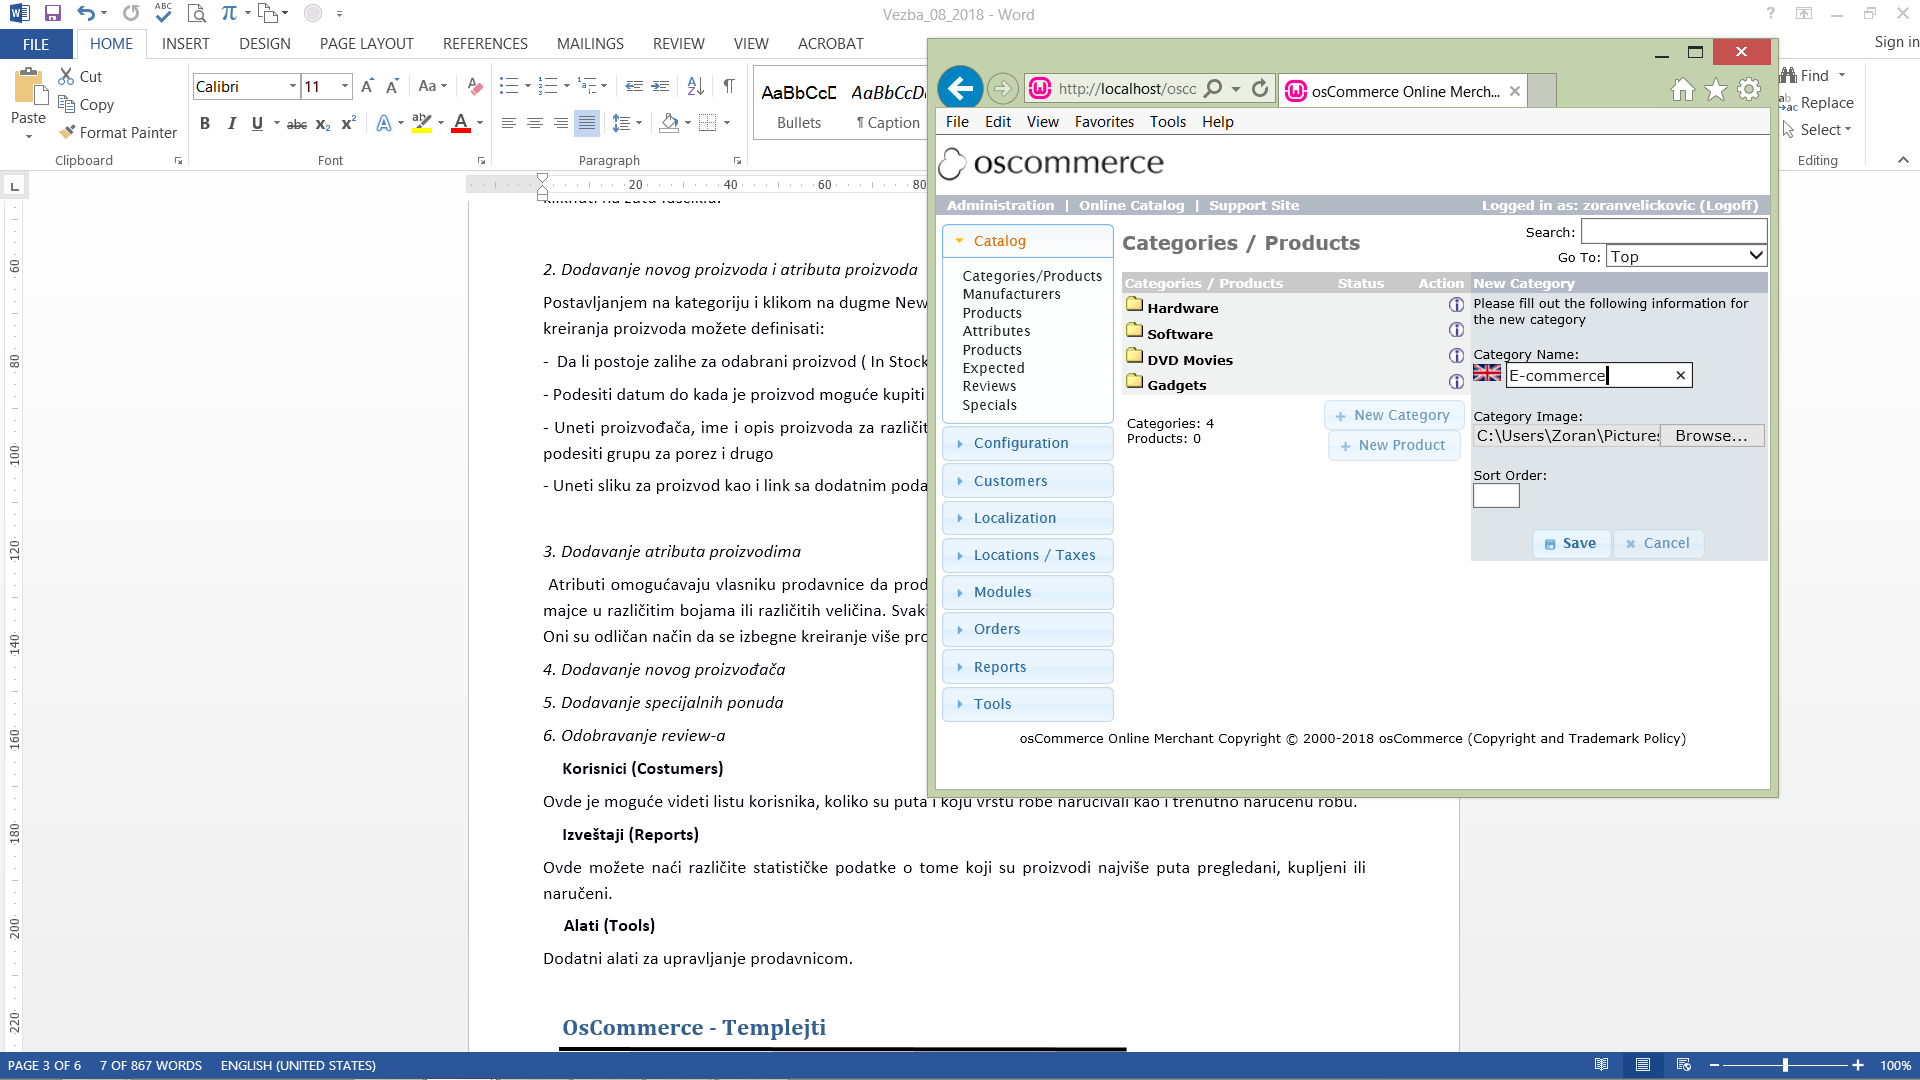 Vezba_08_2018 - Word
FILE HOME INSERT DESIGN PAGE LAYOUT REFERENCES MAILINGS REVIEW VIEW ACROBAT
Sign in
Paste
Cut
Copy
Format Painter
Clipboard
Calibri 11
Font
Paragraph
AaBbCcD AaBbCcDc
Bullets ¶ Caption
Find
Replace
Select
Editing
20 40 60 80
60 80 100 120 140 160 180 200 220
2. Dodavanje novog proizvoda i atributa proizvoda
Postavljanjem na kategoriju i klikom na dugme New
kreiranja proizvoda možete definisati:
- Da li postoje zalihe za odabrani proizvod ( In Stock
- Podesiti datum do kada je proizvod moguće kupiti
- Uneti proizvođača, ime i opis proizvoda za različit
podesiti grupu za porez i drugo
- Uneti sliku za proizvod kao i link sa dodatnim poda
3. Dodavanje atributa proizvodima
Atributi omogućavaju vlasniku prodavnice da prod
majce u različitim bojama ili različitih veličina. Svaki
Oni su odličan način da se izbegne kreiranje više pro
4. Dodavanje novog proizvođača
5. Dodavanje specijalnih ponuda
6. Odobravanje review-a
Korisnici (Costumers)
Ovde je moguće videti listu korisnika, koliko su puta i koju vrstu robe naručivali kao i trenutno naručenu robu.
Izveštaji (Reports)
Ovde možete naći različite statističke podatke o tome koji su proizvodi najviše puta pregledani, kupljeni ili
naručeni.
Alati (Tools)
Dodatni alati za upravljanje prodavnicom.
OsCommerce - Templejti
PAGE 3 OF 6 7 OF 867 WORDS ENGLISH (UNITED STATES)
100%
http://localhost/oscc
osCommerce Online Merch...
File Edit View Favorites Tools Help
oscommerce
Administration | Online Catalog | Support Site
Logged in as: zoranvelickovic (Logoff)
Catalog
Categories/Products
Manufacturers
Products
Attributes
Products
Expected
Reviews
Specials
Configuration
Customers
Localization
Locations / Taxes
Modules
Orders
Reports
Tools
Categories / Products
Search:
Go To: Top
Categories / Products Status Action
Hardware
Software
DVD Movies
Gadgets
Categories: 4
Products: 0
+ New Category
+ New Product
New Category
Please fill out the following information for
the new category
Category Name:
E-commerce
Category Image:
C:\Users\Zoran\Pictures Browse...
Sort Order:
Save Cancel
osCommerce Online Merchant Copyright © 2000-2018 osCommerce (Copyright and Trademark Policy)